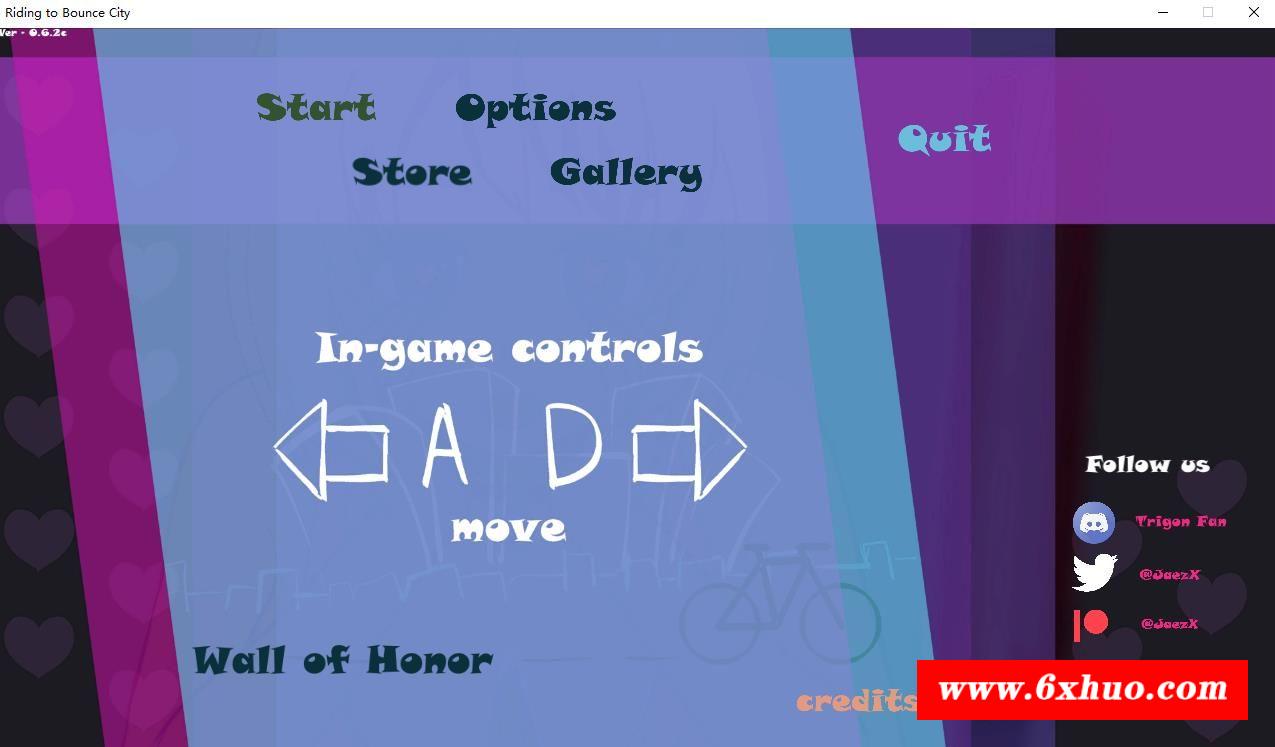 Riding to Bounce City
Ver - 0.6.2c
Start
Options
Quit
Store
Gallery
In-game controls
A D
move
Follow us
Trigon Fan
@JaezX
@JaezX
Wall of Honor
credits
www.6xhuo.com